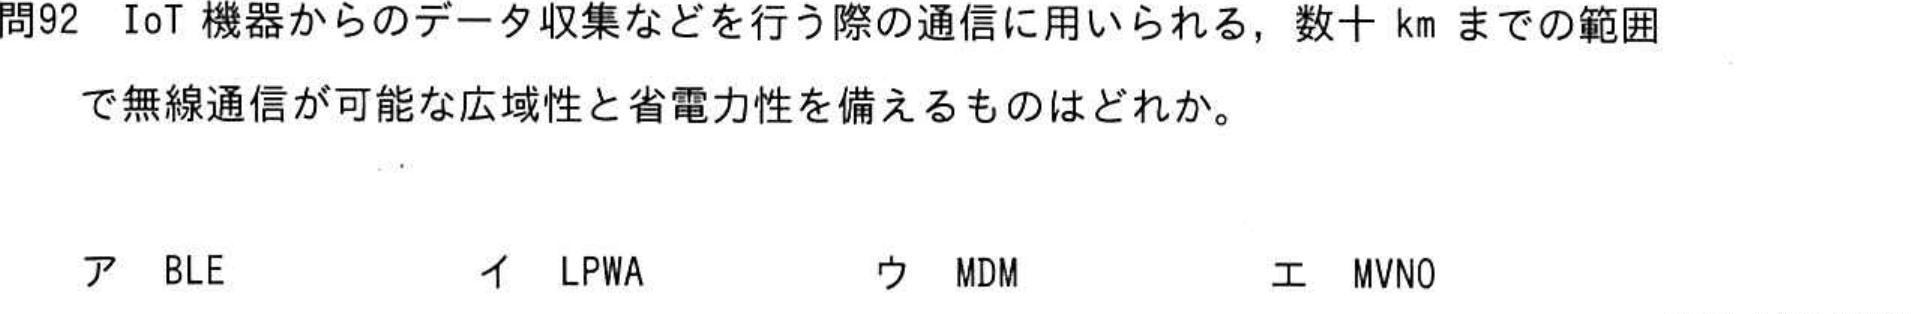 問92 IoT 機器からのデータ収集などを行う際の通信に用いられる，数十 km までの範囲
で無線通信が可能な広域性と省電力性を備えるものはどれか。
ア BLE イ LPWA ウ MDM エ MVNO